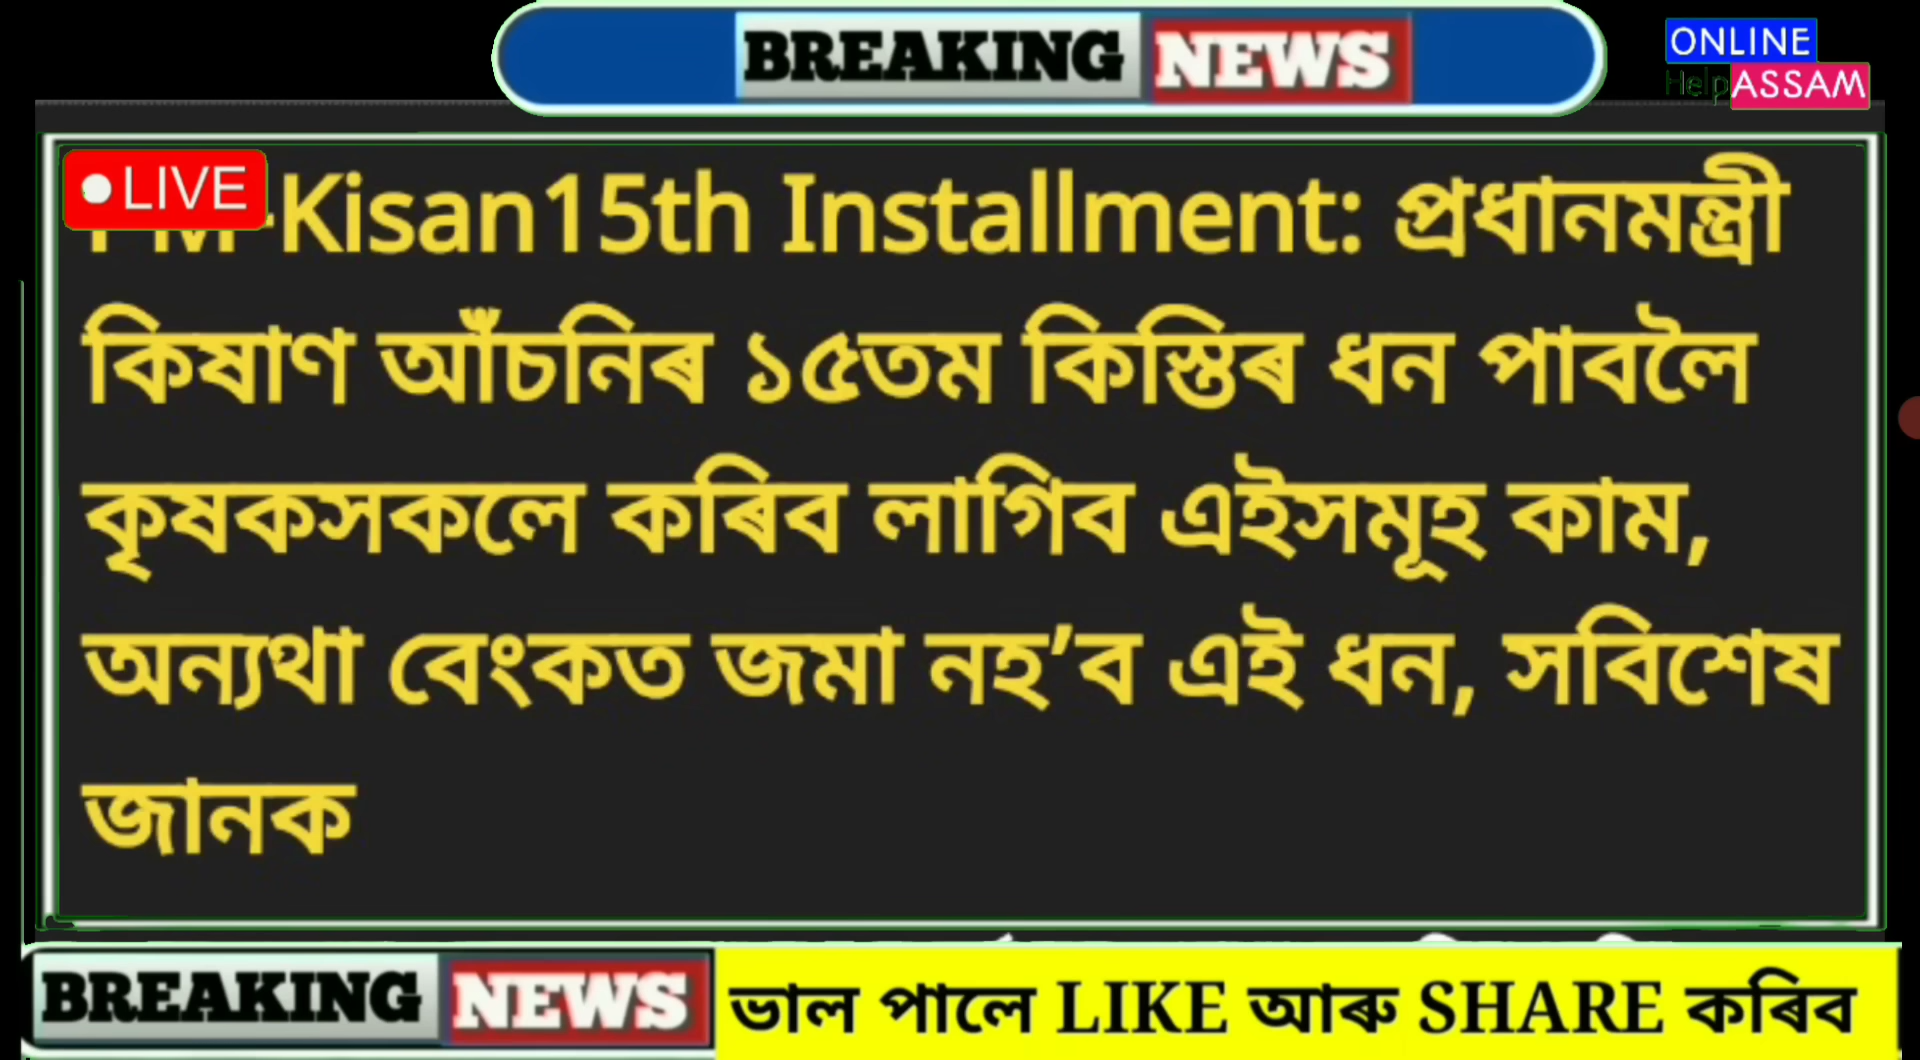 BREAKING NEWS
ONLINE
Help ASSAM
LIVE
PM-Kisan15th Installment: প্ৰধানমন্ত্ৰী
কিষাণ আঁচনিৰ ১৫তম কিস্তিৰ ধন পাবলৈ
কৃষকসকলে কৰিব লাগিব এইসমূহ কাম,
অন্যথা বেংকত জমা নহ’ব এই ধন, সবিশেষ
জানক
BREAKING NEWS ভাল পালে LIKE আৰু SHARE কৰিব